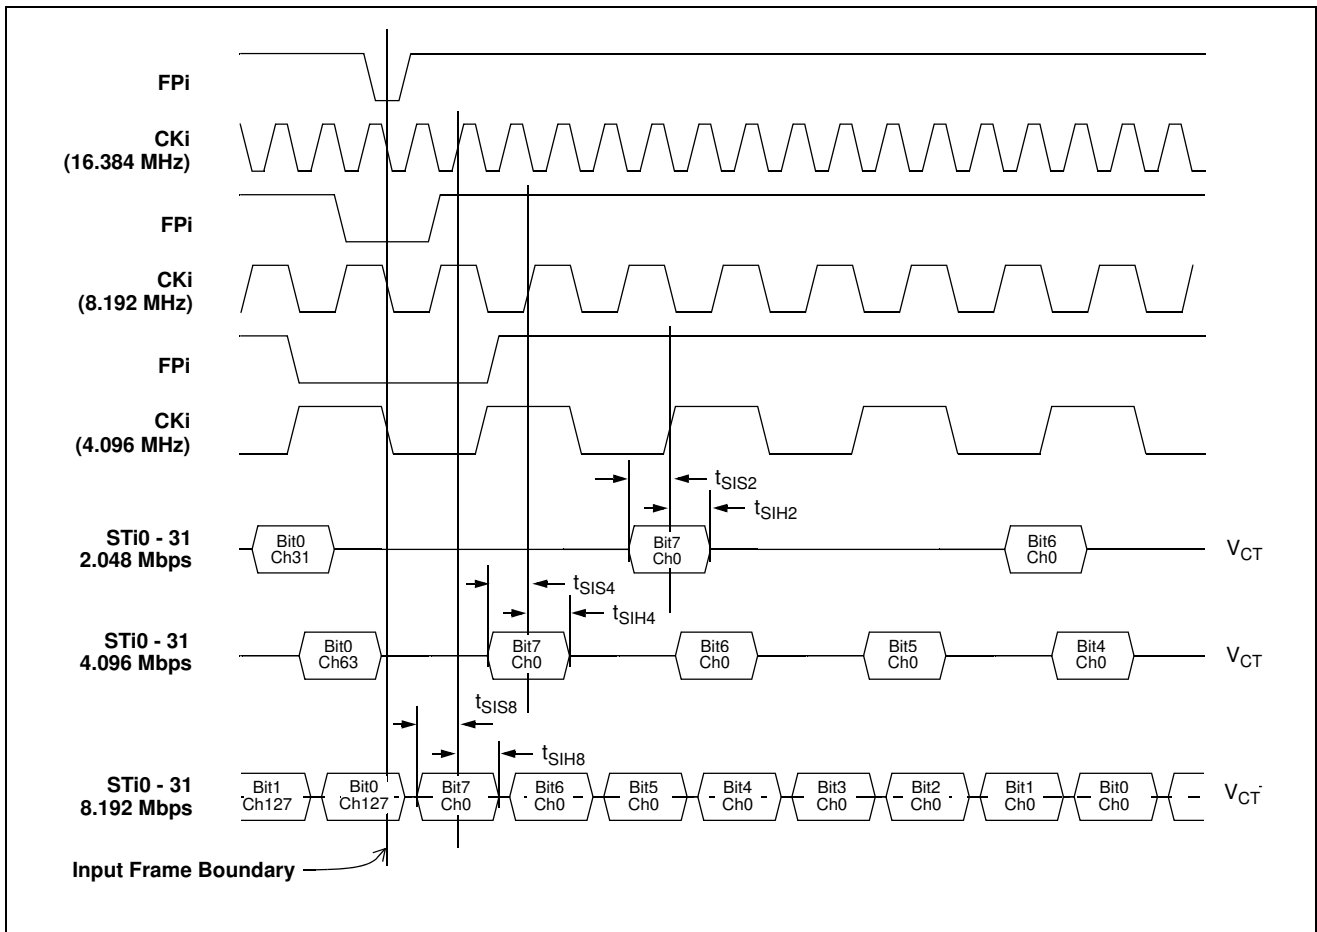 FPi
CKi
(16.384 MHz)
FPi
CKi
(8.192 MHz)
FPi
CKi
(4.096 MHz)
tSIS2
tSIH2
STi0 - 31
2.048 Mbps
Bit0
Ch31
Bit7
Ch0
Bit6
Ch0
VCT
tSIS4
tSIH4
STi0 - 31
4.096 Mbps
Bit0
Ch63
Bit7
Ch0
Bit6
Ch0
Bit5
Ch0
Bit4
Ch0
VCT
tSIS8
tSIH8
STi0 - 31
8.192 Mbps
Bit1
Ch127
Bit0
Ch127
Bit7
Ch0
Bit6
Ch0
Bit5
Ch0
Bit4
Ch0
Bit3
Ch0
Bit2
Ch0
Bit1
Ch0
Bit0
Ch0
VCT
Input Frame Boundary